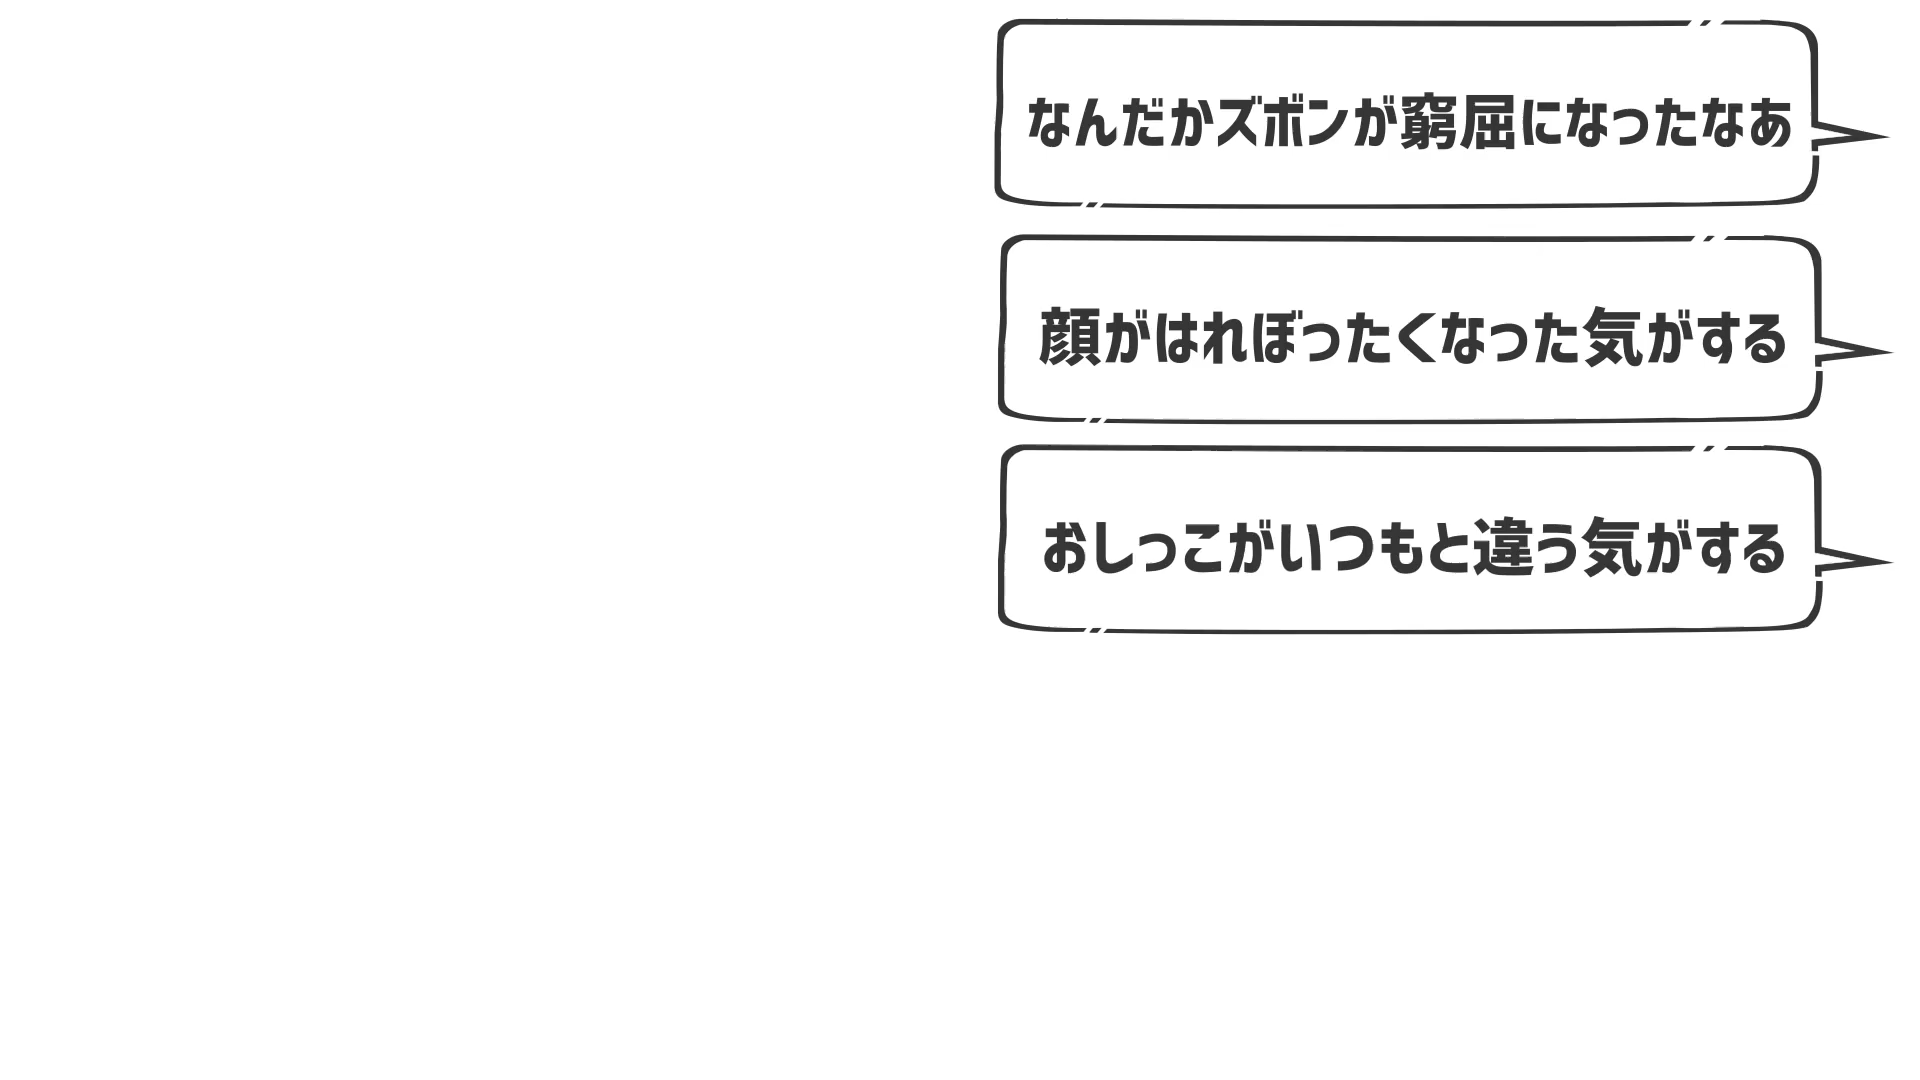 なんだかズボンが窮屈になったなあ
顔がはれぼったくなった気がする
おしっこがいつもと違う気がする